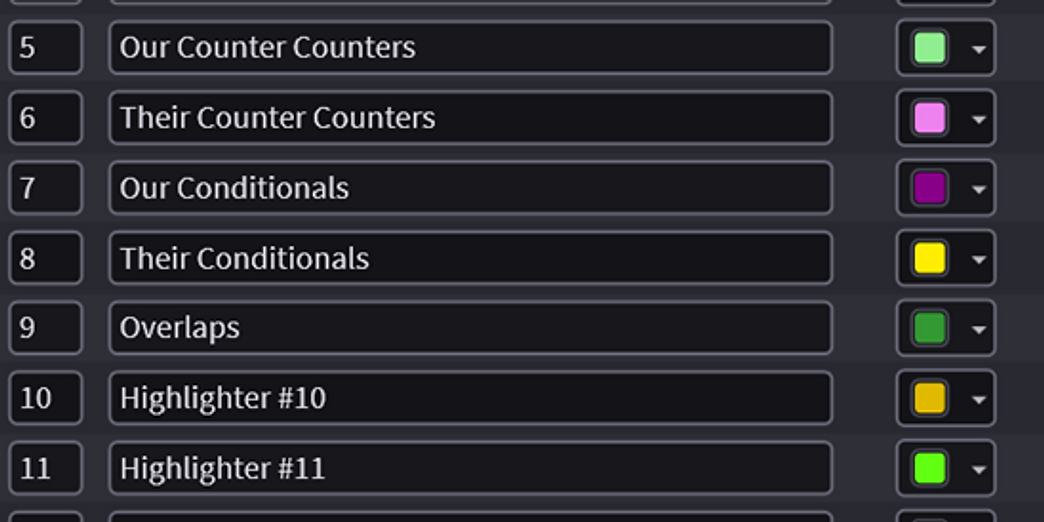 5 Our Counter Counters
6 Their Counter Counters
7 Our Conditionals
8 Their Conditionals
9 Overlaps
10 Highlighter #10
11 Highlighter #11